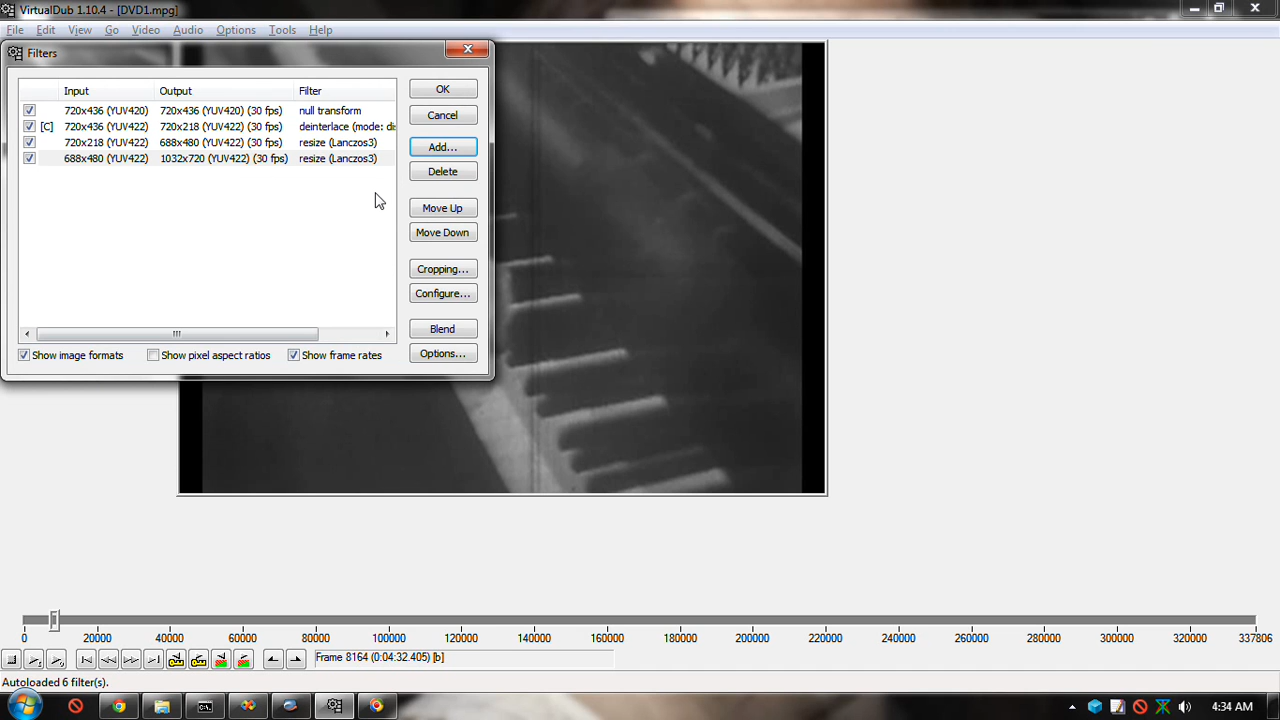 VirtualDub 1.10.4 - [DVD1.mpg]
File Edit View Go Video Audio Options Tools Help
Filters
Input Output Filter
720x436 (YUV420) 720x436 (YUV420) (30 fps) null transform
[C] 720x436 (YUV422) 720x218 (YUV422) (30 fps) deinterlace (mode: di
720x218 (YUV422) 688x480 (YUV422) (30 fps) resize (Lanczos3)
688x480 (YUV422) 1032x720 (YUV422) (30 fps) resize (Lanczos3)
OK
Cancel
Add...
Delete
Move Up
Move Down
Cropping...
Configure...
Blend
Options...
Show image formats Show pixel aspect ratios Show frame rates
0 20000 40000 60000 80000 100000 120000 140000 160000 180000 200000 220000 240000 260000 280000 300000 320000 337806
Frame 8164 (0:04:32.405) [b]
Autoloaded 6 filter(s).
4:34 AM